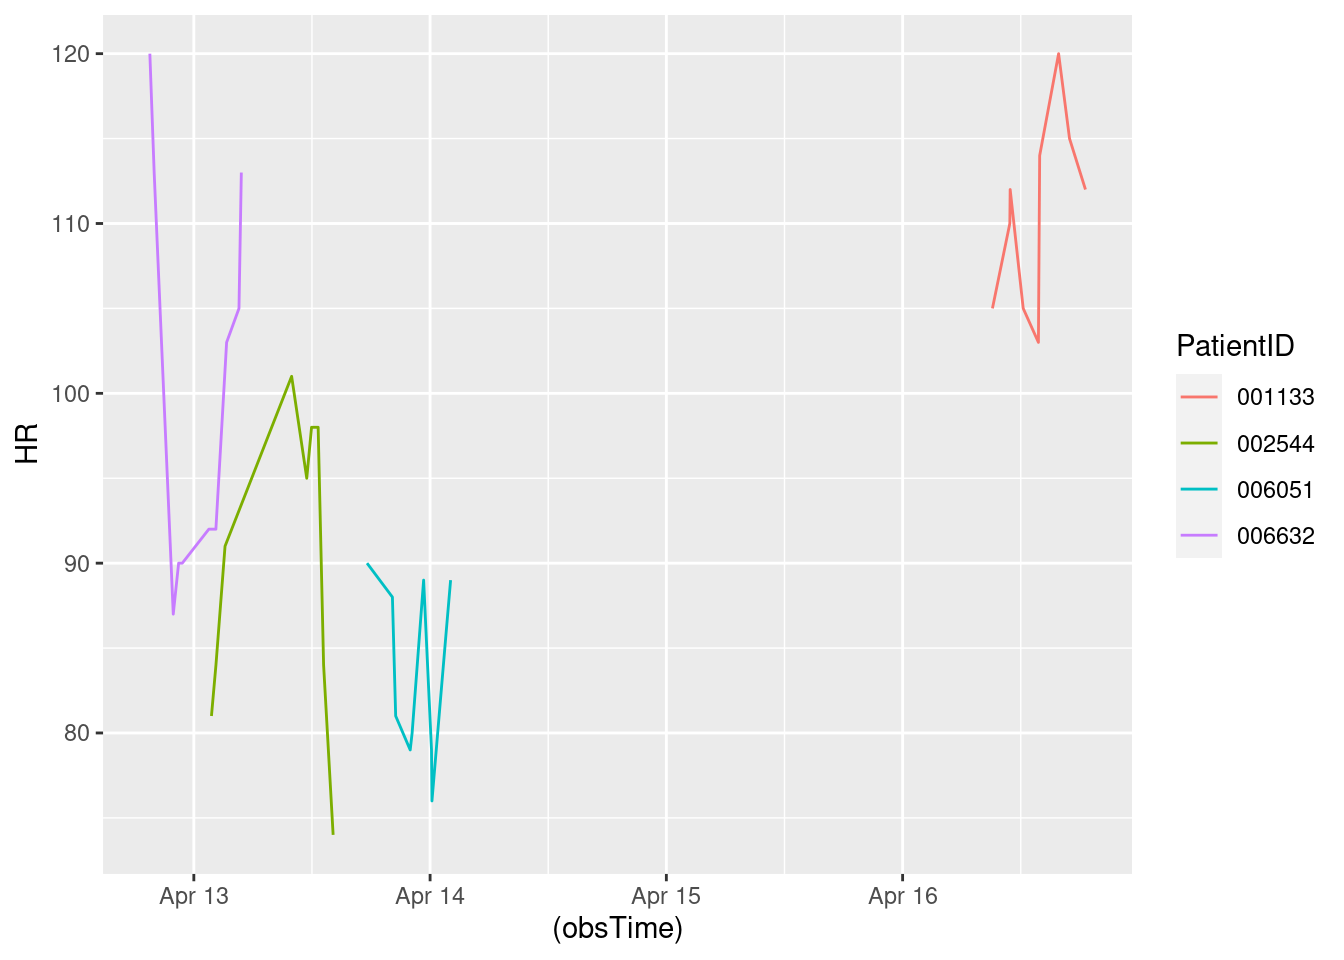 120
110
100
90
80
HR
Apr 13
Apr 14
Apr 15
Apr 16
(obsTime)
PatientID
001133
002544
006051
006632